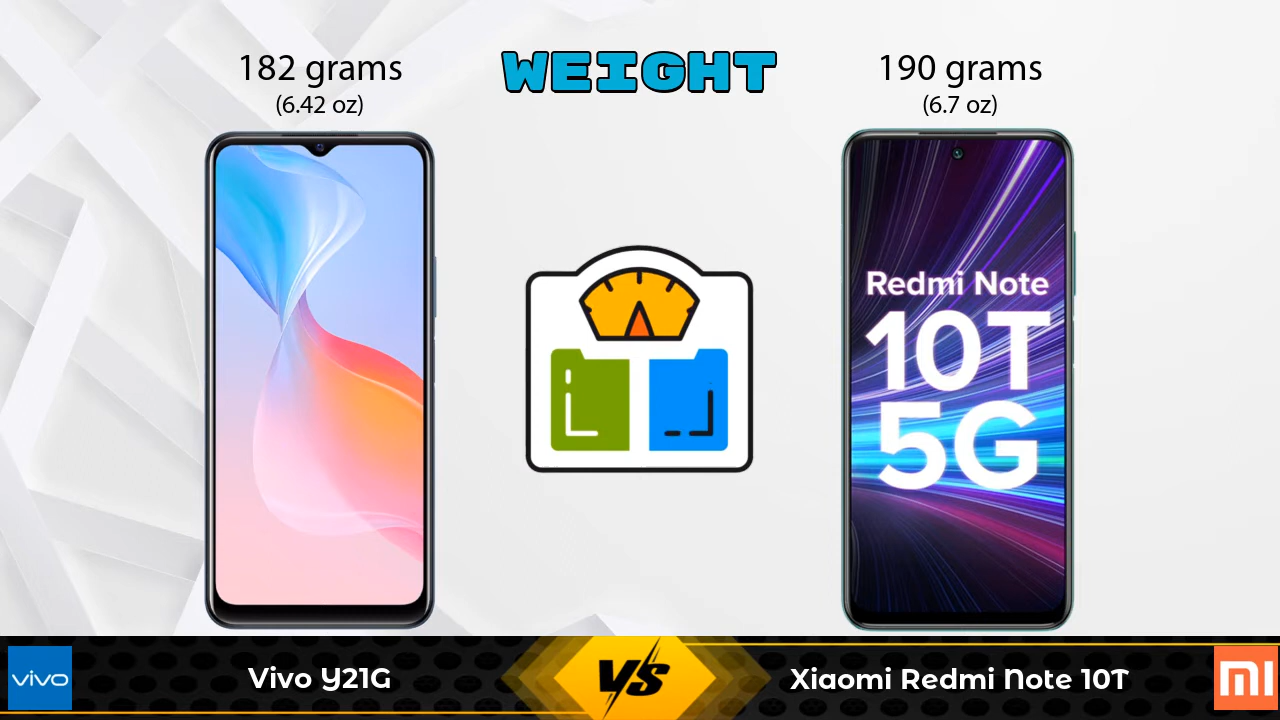 WEIGHT
182 grams
(6.42 oz)
190 grams
(6.7 oz)
Redmi Note
10T
5G
vivo
Vivo Y21G
VS
Xiaomi Redmi Note 10T
MI